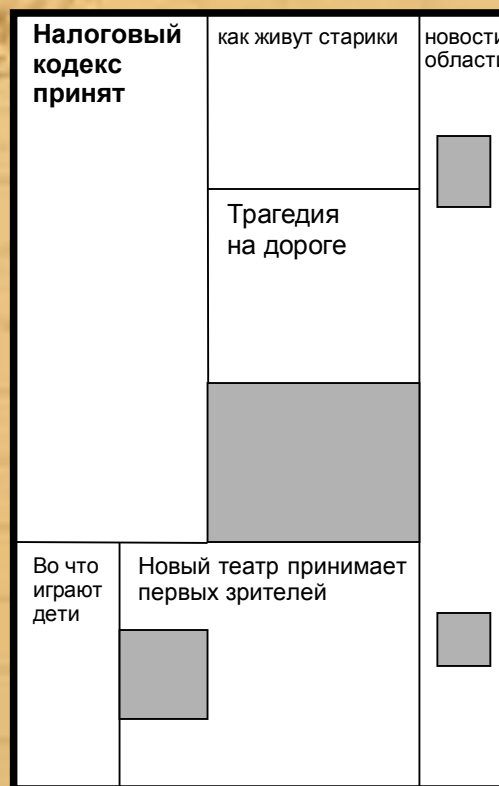 Налоговый
кодекс
принят
как живут старики
новости
области
Трагедия
на дороге
Во что
играют
дети
Новый театр принимает
первых зрителей